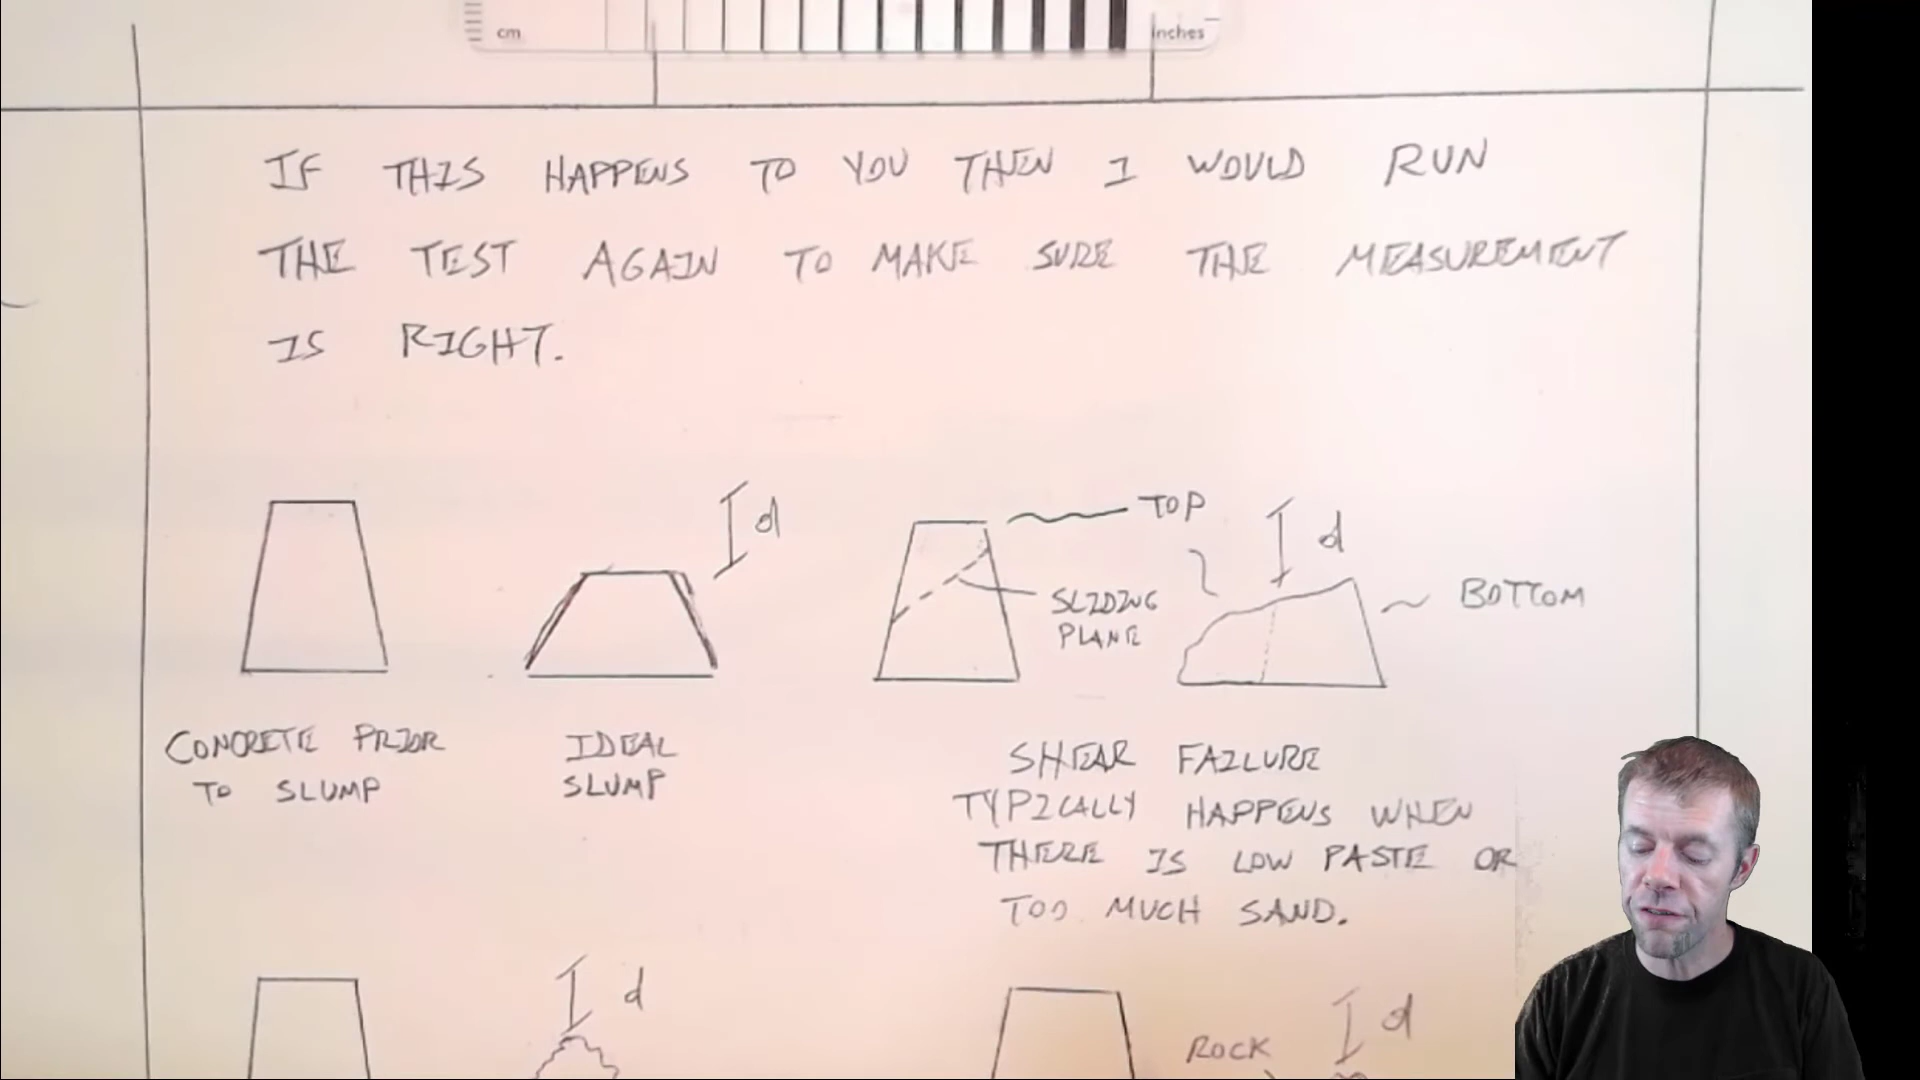 cm
inches
IF THIS HAPPENS TO YOU THEN I WOULD RUN
THE TEST AGAIN TO MAKE SURE THE MEASUREMENT
IS RIGHT.
d
TOP
d
SLIDING
PLANE
BOTTOM
CONCRETE PRIOR
TO SLUMP
IDEAL
SLUMP
SHEAR FAILURE
TYPICALLY HAPPENS WHEN
THERE IS LOW PASTE OR
TOO MUCH SAND.
d
d
ROCK